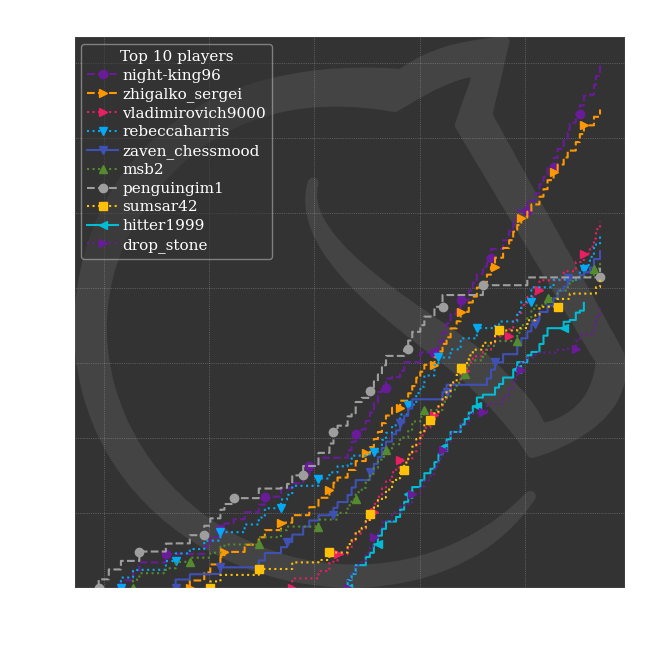 Top 10 players
night-king96
zhigalko_sergei
vladimirovich9000
rebeccaharris
zaven_chessmood
msb2
penguingim1
sumsar42
hitter1999
drop_stone